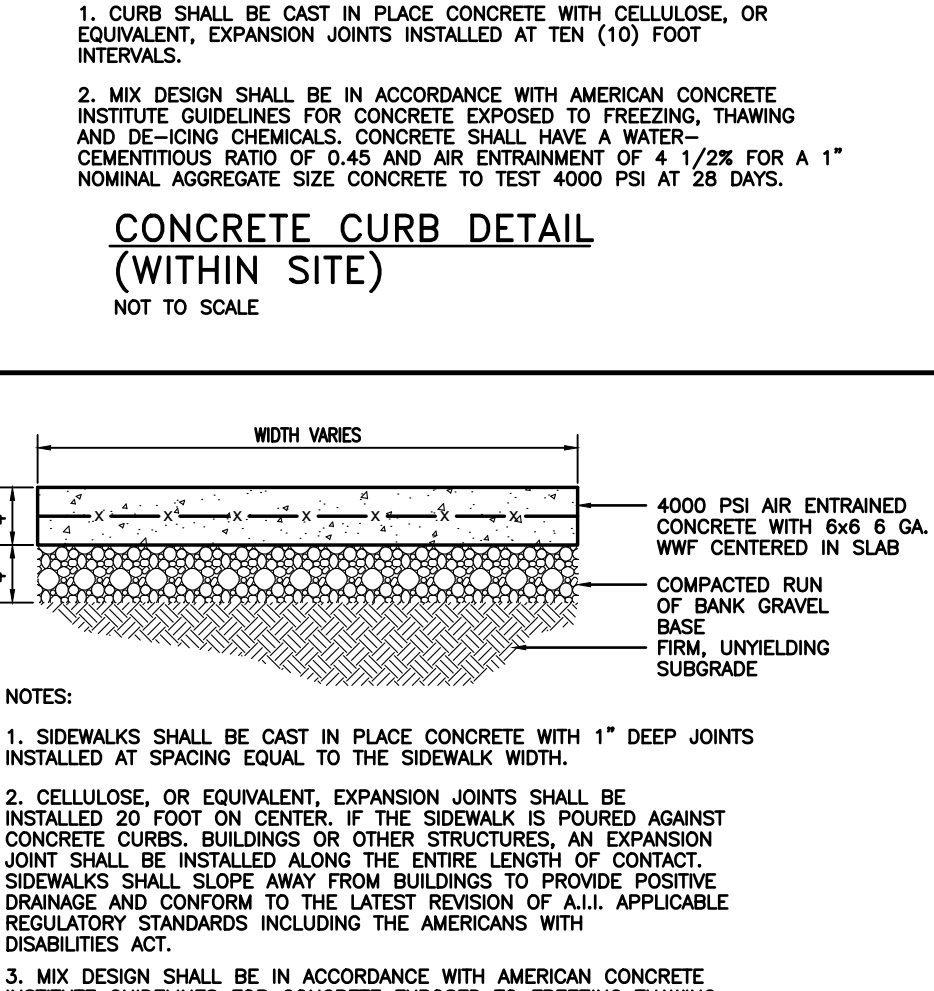 1. CURB SHALL BE CAST IN PLACE CONCRETE WITH CELLULOSE, OR
EQUIVALENT, EXPANSION JOINTS INSTALLED AT TEN (10) FOOT
INTERVALS.
2. MIX DESIGN SHALL BE IN ACCORDANCE WITH AMERICAN CONCRETE
INSTITUTE GUIDELINES FOR CONCRETE EXPOSED TO FREEZING, THAWING
AND DE-ICING CHEMICALS. CONCRETE SHALL HAVE A WATER-
CEMENTITIOUS RATIO OF 0.45 AND AIR ENTRAINMENT OF 4 1/2% FOR A 1"
NOMINAL AGGREGATE SIZE CONCRETE TO TEST 4000 PSI AT 28 DAYS.
CONCRETE CURB DETAIL
(WITHIN SITE)
NOT TO SCALE
WIDTH VARIES
4000 PSI AIR ENTRAINED
CONCRETE WITH 6x6 6 GA.
WWF CENTERED IN SLAB
COMPACTED RUN
OF BANK GRAVEL
BASE
FIRM, UNYIELDING
SUBGRADE
NOTES:
1. SIDEWALKS SHALL BE CAST IN PLACE CONCRETE WITH 1" DEEP JOINTS
INSTALLED AT SPACING EQUAL TO THE SIDEWALK WIDTH.
2. CELLULOSE, OR EQUIVALENT, EXPANSION JOINTS SHALL BE
INSTALLED 20 FOOT ON CENTER. IF THE SIDEWALK IS POURED AGAINST
CONCRETE CURBS. BUILDINGS OR OTHER STRUCTURES, AN EXPANSION
JOINT SHALL BE INSTALLED ALONG THE ENTIRE LENGTH OF CONTACT.
SIDEWALKS SHALL SLOPE AWAY FROM BUILDINGS TO PROVIDE POSITIVE
DRAINAGE AND CONFORM TO THE LATEST REVISION OF A.I.I. APPLICABLE
REGULATORY STANDARDS INCLUDING THE AMERICANS WITH
DISABILITIES ACT.
3. MIX DESIGN SHALL BE IN ACCORDANCE WITH AMERICAN CONCRETE